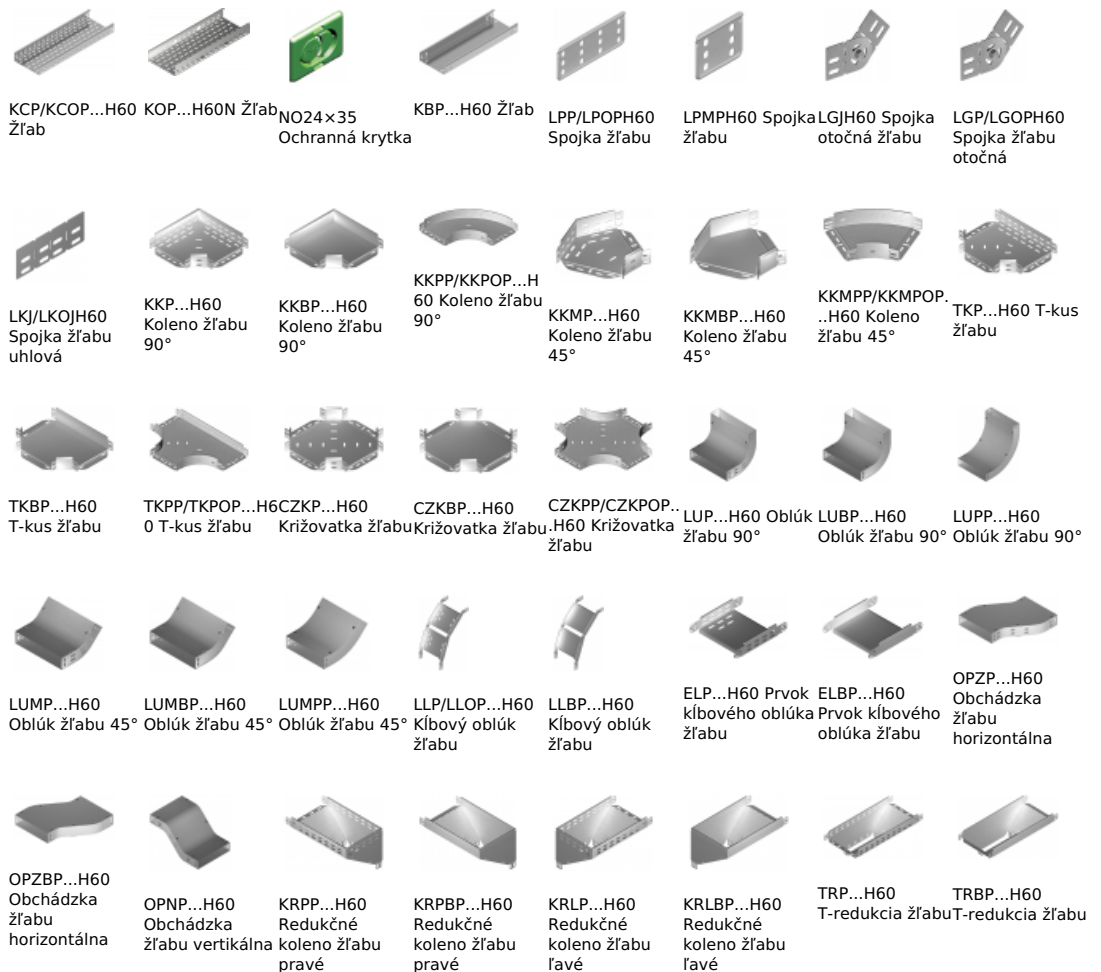 KCP/KCOP...H60
Žľab
KOP...H60N Žľab
NO24×35
Ochranná krytka
KBP...H60 Žľab
LPP/LPOPH60
Spojka žľabu
LPMPH60 Spojka
žľabu
LGJH60 Spojka
otočná žľabu
LGP/LGOPH60
Spojka žľabu
otočná
LKJ/LKOJH60
Spojka žľabu
uhlová
KKP...H60
Koleno žľabu
90°
KKBP...H60
Koleno žľabu
90°
KKPP/KKPOP...H
60 Koleno žľabu
90°
KKMP...H60
Koleno žľabu
45°
KKMBP...H60
Koleno žľabu
45°
KKMPP/KKMPOP.
..H60 Koleno
žľabu 45°
TKP...H60 T-kus
žľabu
TKBP...H60
T-kus žľabu
TKPP/TKPOP...H6
0 T-kus žľabu
CZKP...H60
Križovatka žľabu
CZKBP...H60
Križovatka žľabu
CZKPP/CZKPOP..
.H60 Križovatka
žľabu
LUP...H60 Oblúk
žľabu 90°
LUBP...H60
Oblúk žľabu 90°
LUPP...H60
Oblúk žľabu 90°
LUMP...H60
Oblúk žľabu 45°
LUMBP...H60
Oblúk žľabu 45°
LUMPP...H60
Oblúk žľabu 45°
LLP/LLOP...H60
Kĺbový oblúk
žľabu
LLBP...H60
Kĺbový oblúk
žľabu
ELP...H60 Prvok
kĺbového oblúka
žľabu
ELBP...H60
Prvok kĺbového
oblúka žľabu
OPZP...H60
Obchádzka
žľabu
horizontálna
OPZBP...H60
Obchádzka
žľabu
horizontálna
OPNP...H60
Obchádzka
žľabu vertikálna
KRPP...H60
Redukčné
koleno žľabu
pravé
KRPBP...H60
Redukčné
koleno žľabu
pravé
KRLP...H60
Redukčné
koleno žľabu
ľavé
KRLBP...H60
Redukčné
koleno žľabu
ľavé
TRP...H60
T-redukcia žľabu
TRBP...H60
T-redukcia žľabu